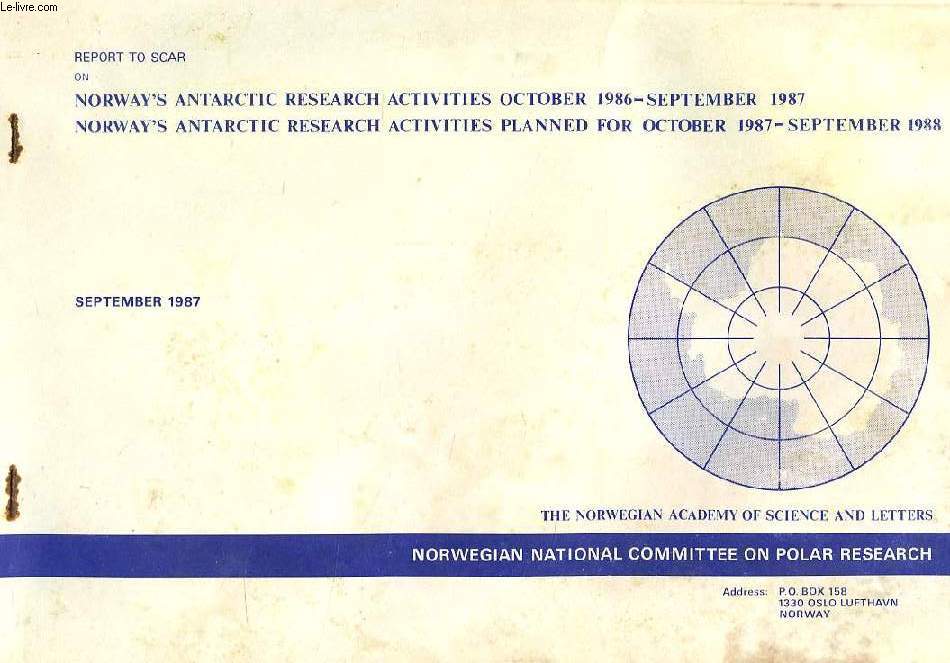 Le-livre.com
REPORT TO SCAR
ON
NORWAY'S ANTARCTIC RESEARCH ACTIVITIES OCTOBER 1986-SEPTEMBER 1987
NORWAY'S ANTARCTIC RESEARCH ACTIVITIES PLANNED FOR OCTOBER 1987-SEPTEMBER 1988
SEPTEMBER 1987
THE NORWEGIAN ACADEMY OF SCIENCE AND LETTERS
NORWEGIAN NATIONAL COMMITTEE ON POLAR RESEARCH
Address: P.O. BOX 158
1330 OSLO LUFTHAVN
NORWAY